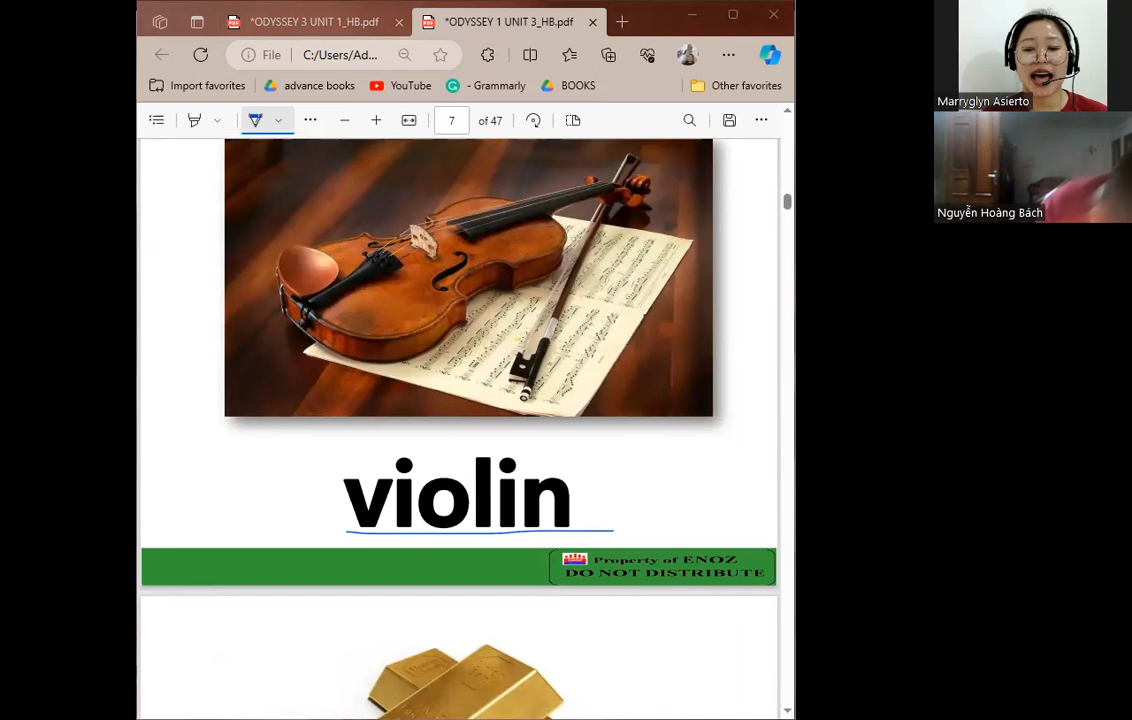 *ODYSSEY 3 UNIT 1_HB.pdf
*ODYSSEY 1 UNIT 3_HB.pdf
File
C:/Users/Ad...
Import favorites
advance books
YouTube
- Grammarly
BOOKS
Other favorites
7 of 47
violin
Property of ENOZ
DO NOT DISTRIBUTE
Marryglyn Asierto
Nguyễn Hoàng Bách